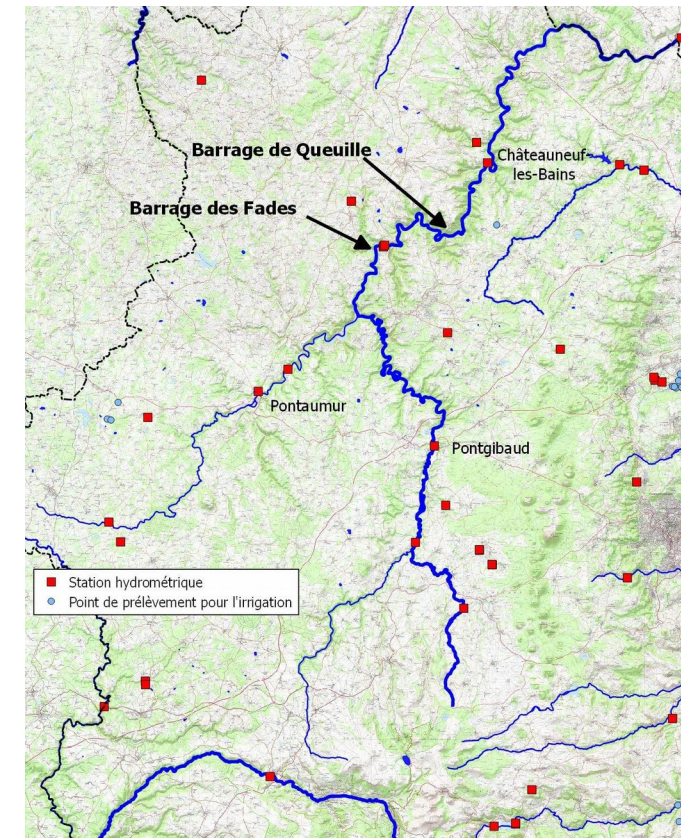 Barrage de Queuille
Châteauneuf-
les-Bains
Barrage des Fades
Pontaumur
Pontgibaud
Station hydrométrique
Point de prélèvement pour l'irrigation